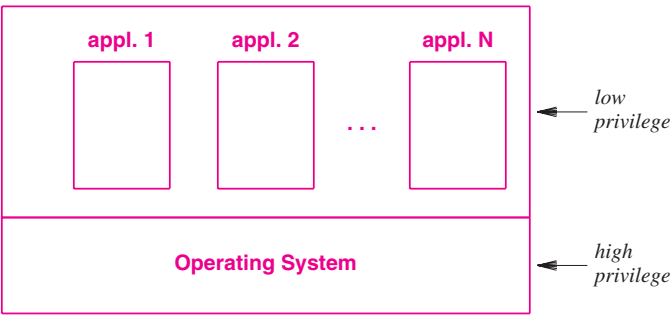 appl. 1 appl. 2 appl. N
. . .
low
privilege
Operating System
high
privilege